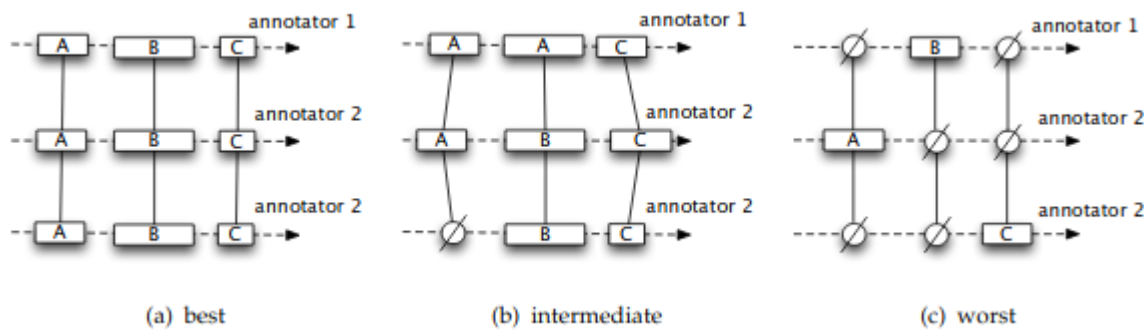 annotator 1
A B C
annotator 2
A B C
annotator 2
A B C
(a) best
annotator 1
A A C
annotator 2
A B C
annotator 2
∅ B C
(b) intermediate
annotator 1
∅ B ∅
annotator 2
A ∅ ∅
annotator 2
∅ ∅ C
(c) worst